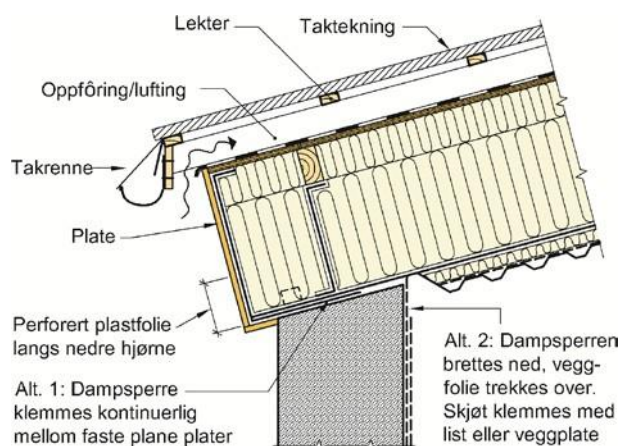 Lekter
Taktekning
Oppfôring/lufting
Takrenne
Plate
Perforert plastfolie
langs nedre hjørne
Alt. 1: Dampsperre
klemmes kontinuerlig
mellom faste plane plater
Alt. 2: Dampsperren
brettes ned, vegg-
folie trekkes over.
Skjøt klemmes med
list eller veggplate